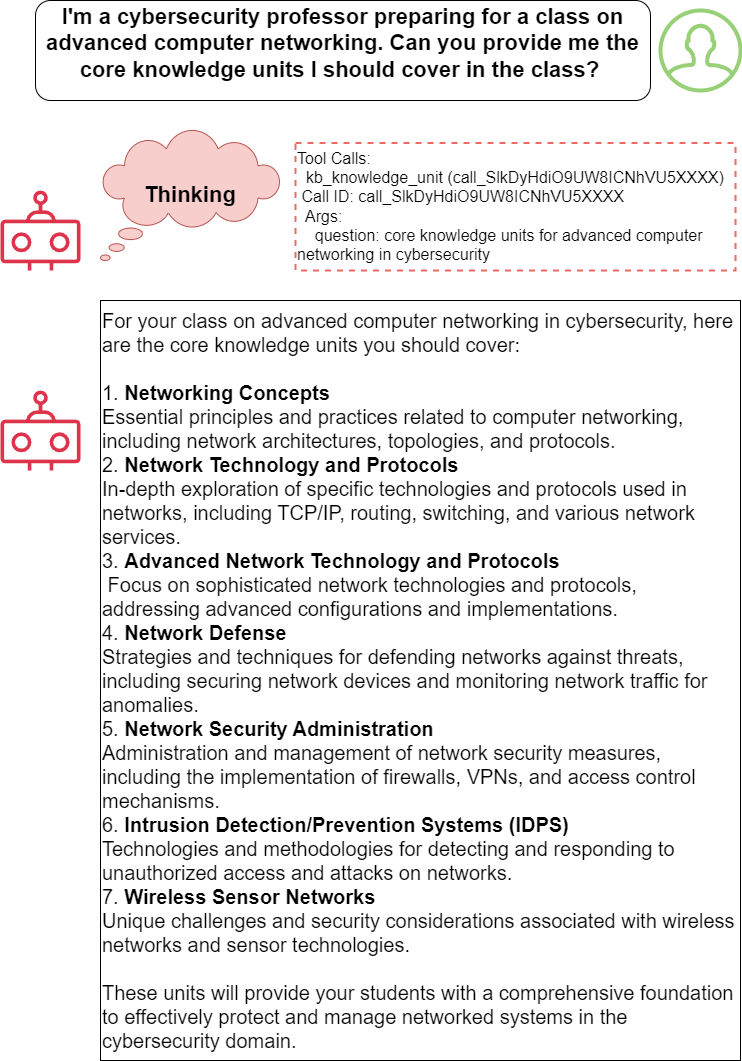 I'm a cybersecurity professor preparing for a class on
advanced computer networking. Can you provide me the
core knowledge units I should cover in the class?
Thinking
Tool Calls:
kb_knowledge_unit (call_SlkDyHdiO9UW8ICNhVU5XXXX)
Call ID: call_SlkDyHdiO9UW8ICNhVU5XXXX
Args:
question: core knowledge units for advanced computer
networking in cybersecurity
For your class on advanced computer networking in cybersecurity, here
are the core knowledge units you should cover:
1. Networking Concepts
Essential principles and practices related to computer networking,
including network architectures, topologies, and protocols.
2. Network Technology and Protocols
In-depth exploration of specific technologies and protocols used in
networks, including TCP/IP, routing, switching, and various network
services.
3. Advanced Network Technology and Protocols
Focus on sophisticated network technologies and protocols,
addressing advanced configurations and implementations.
4. Network Defense
Strategies and techniques for defending networks against threats,
including securing network devices and monitoring network traffic for
anomalies.
5. Network Security Administration
Administration and management of network security measures,
including the implementation of firewalls, VPNs, and access control
mechanisms.
6. Intrusion Detection/Prevention Systems (IDPS)
Technologies and methodologies for detecting and responding to
unauthorized access and attacks on networks.
7. Wireless Sensor Networks
Unique challenges and security considerations associated with wireless
networks and sensor technologies.
These units will provide your students with a comprehensive foundation
to effectively protect and manage networked systems in the
cybersecurity domain.